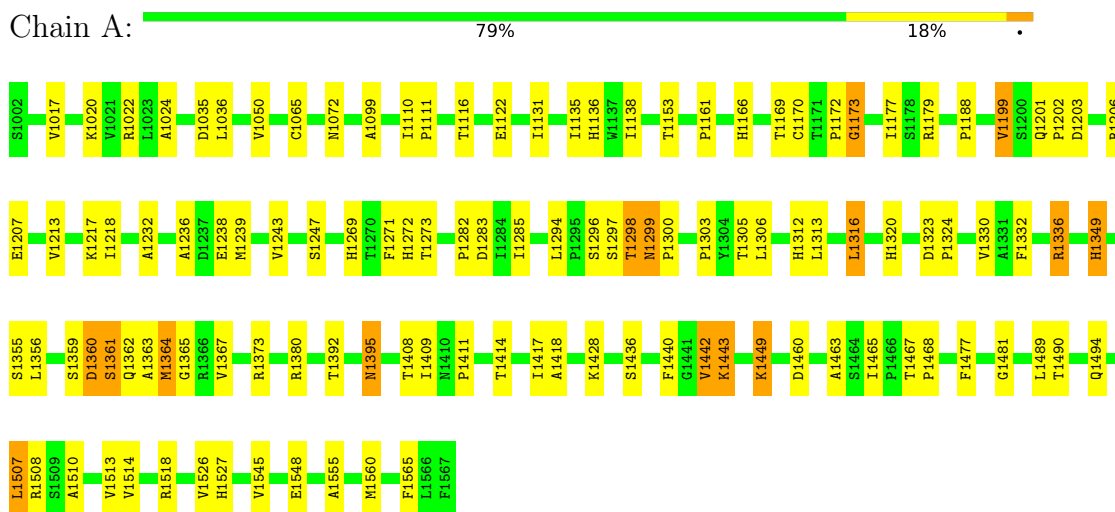 Chain A:
79% 18% •
S1002 V1017 K1020 V1021 R1022 L1023 A1024 D1035 L1036 V1050 C1065 N1072 A1099 I1110 P1111 T1116 E1122 I1131 I1135 H1136 W1137 I1138 T1153 P1161 H1166 T1169 C1170 T1171 P1172 G1173 I1177 S1178 R1179 P1188 V1199 S1200 Q1201 P1202 D1203
E1207 V1213 K1217 I1218 A1232 A1236 D1237 E1238 M1239 V1243 S1247 H1269 T1270 F1271 H1272 T1273 P1282 D1283 I1284 I1285 L1294 P1295 S1296 S1297 T1298 N1299 P1300 P1303 Y1304 T1305 L1306 H1312 L1313 L1316 H1320 D1323 P1324 V1330 A1331 F1332 R1336 H1349
S1355 L1356 S1359 D1360 S1361 Q1362 A1363 M1364 G1365 R1366 V1367 R1373 R1380 T1392 N1395 T1408 I1409 N1410 P1411 T1414 I1417 A1418 K1428 S1436 F1440 G1441 V1442 K1443 K1449 D1460 A1463 S1464 I1465 P1466 T1467 P1468 F1477 G1481 L1489 T1490 Q1494
L1507 R1508 S1509 A1510 V1513 V1514 R1518 V1526 H1527 V1545 E1548 A1555 M1560 F1565 L1566 F1567